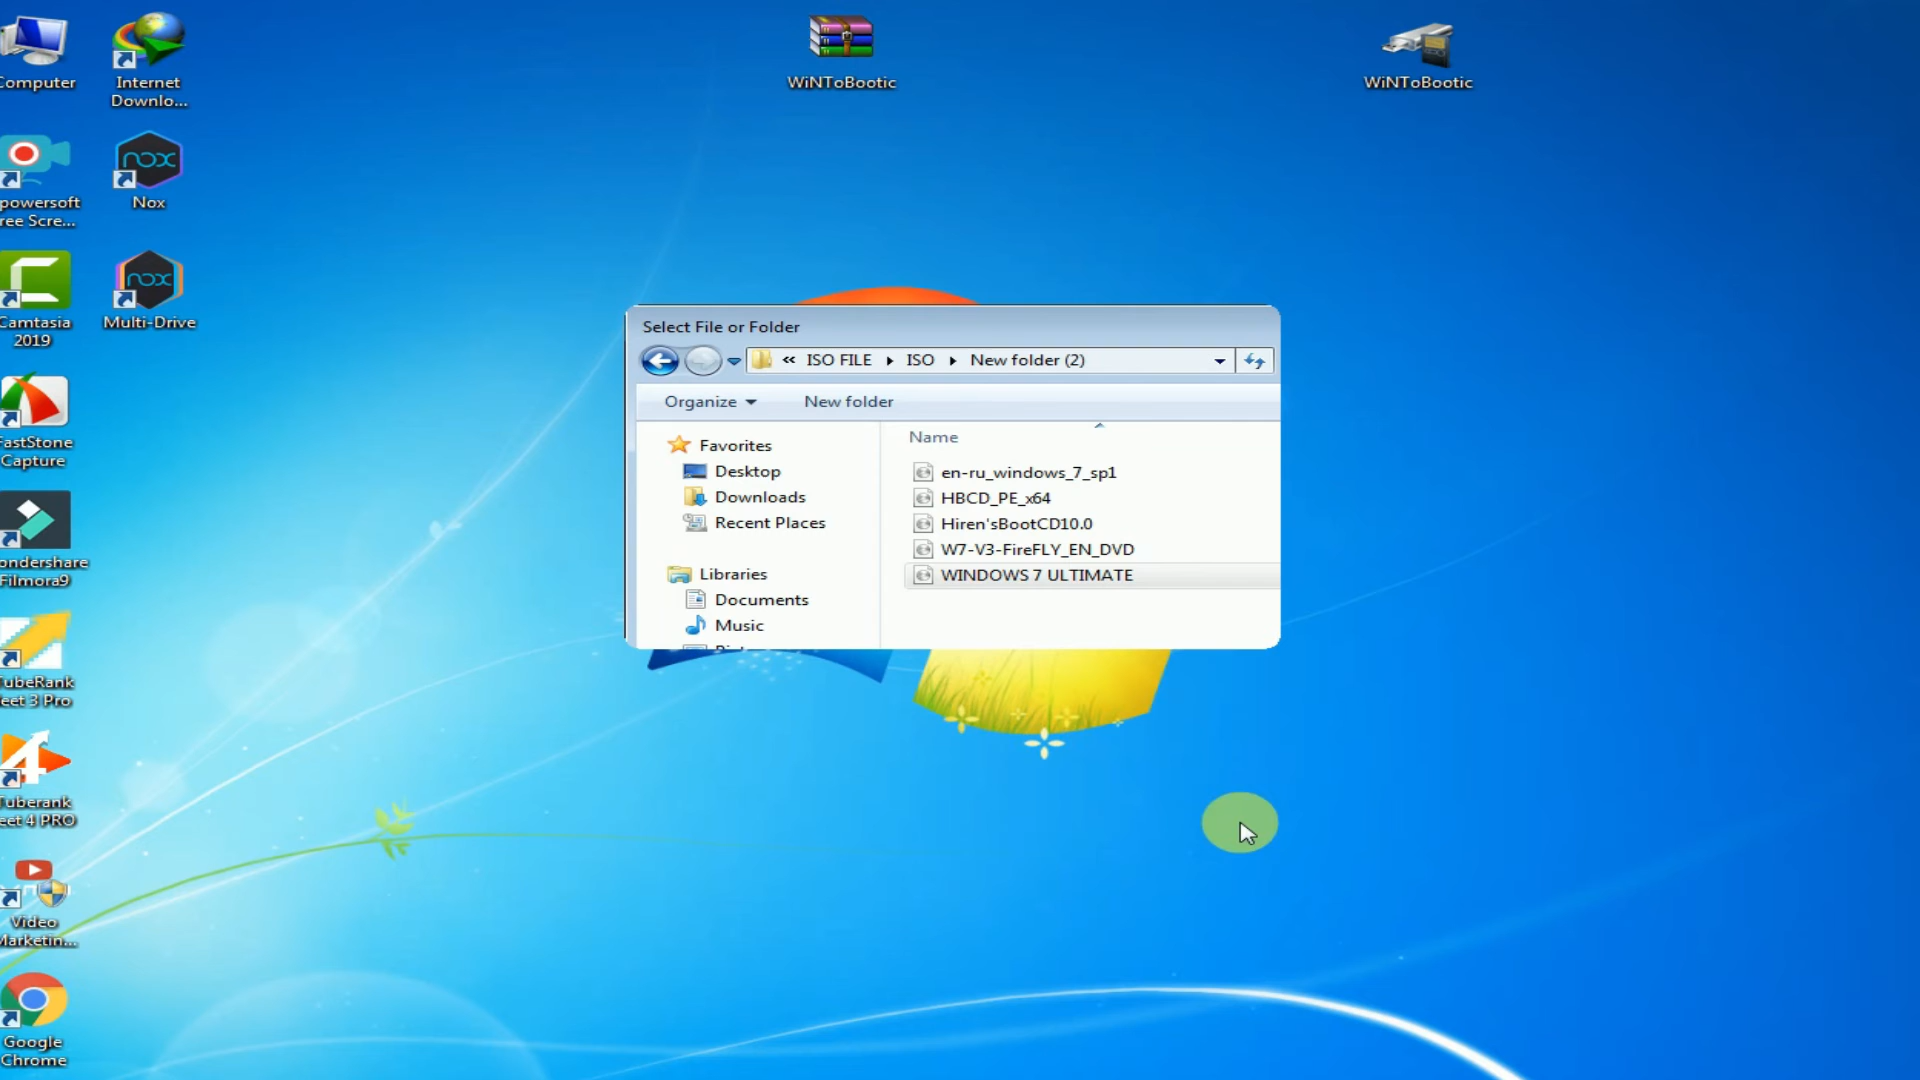 Computer
Internet
Downlo...
WiNToBootic
WiNToBootic
powersoft
ree Scre...
Nox
nox
Camtasia
2019
Multi-Drive
nox
FastStone
Capture
ondershare
Filmora9
TubeRank
eet 3 Pro
Tuberank
eet 4 PRO
4
Video
Marketin...
Google
Chrome
Select File or Folder
« ISO FILE ▸ ISO ▸ New folder (2)
Organize
New folder
Favorites
Desktop
Downloads
Recent Places
Libraries
Documents
Music
Name
en-ru_windows_7_sp1
HBCD_PE_x64
Hiren'sBootCD10.0
W7-V3-FireFLY_EN_DVD
WINDOWS 7 ULTIMATE